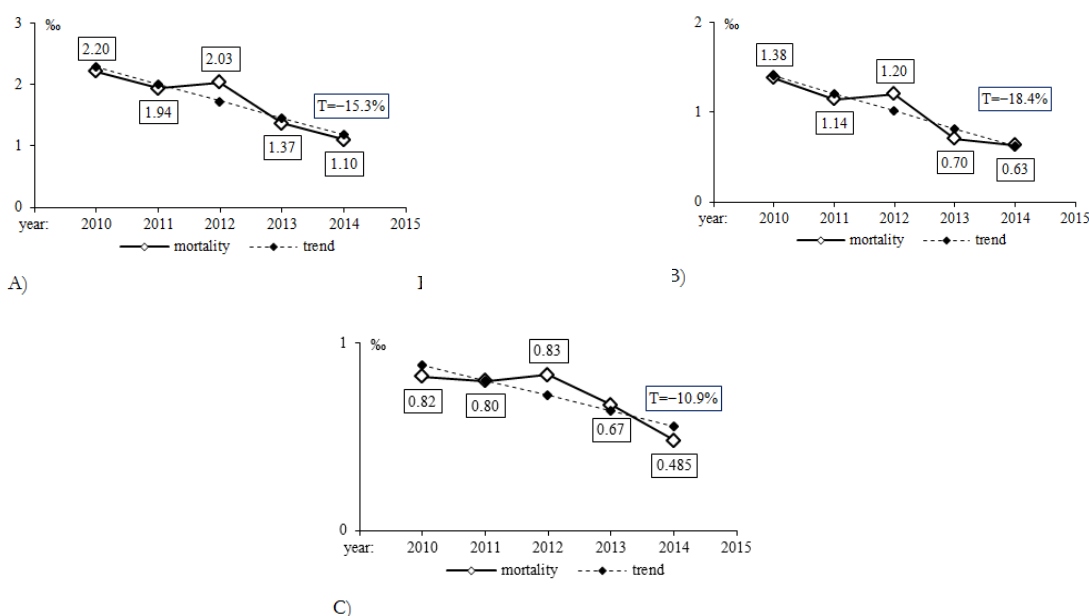 3
‰
2.20
2.03
2
1.94
T=−15.3%
1.37
1
1.10
0
year: 2010 2011 2012 2013 2014 2015
mortality trend
A)
2
‰
1.38
1.20
T=−18.4%
1
1.14
0.70
0.63
0
year: 2010 2011 2012 2013 2014 2015
mortality trend
B)
1
‰
0.83
0.82
0.80
T=−10.9%
0.67
0.485
0
year: 2010 2011 2012 2013 2014 2015
mortality trend
C)